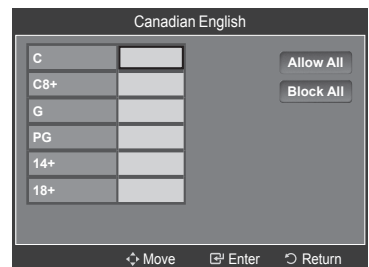 Canadian English
C
Allow All
C8+
Block All
G
PG
14+
18+
Move Enter Return